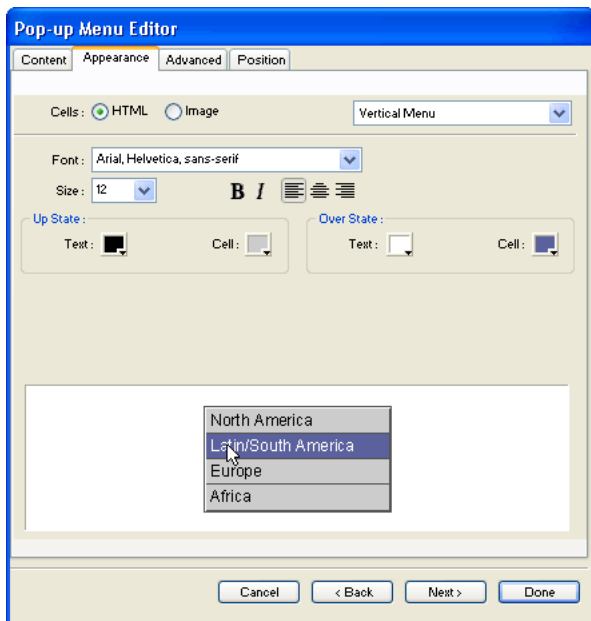 Pop-up Menu Editor
Content Appearance Advanced Position
Cells: HTML Image Vertical Menu
Font: Arial, Helvetica, sans-serif
Size: 12 B I
Up State: Over State:
Text: Cell: Text: Cell:
North America
Latin/South America
Europe
Africa
Cancel < Back Next > Done